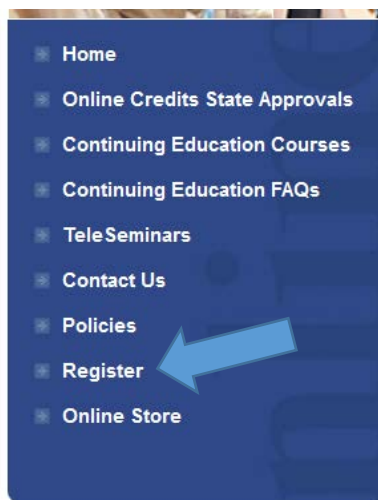 Home
Online Credits State Approvals
Continuing Education Courses
Continuing Education FAQs
TeleSeminars
Contact Us
Policies
Register
Online Store